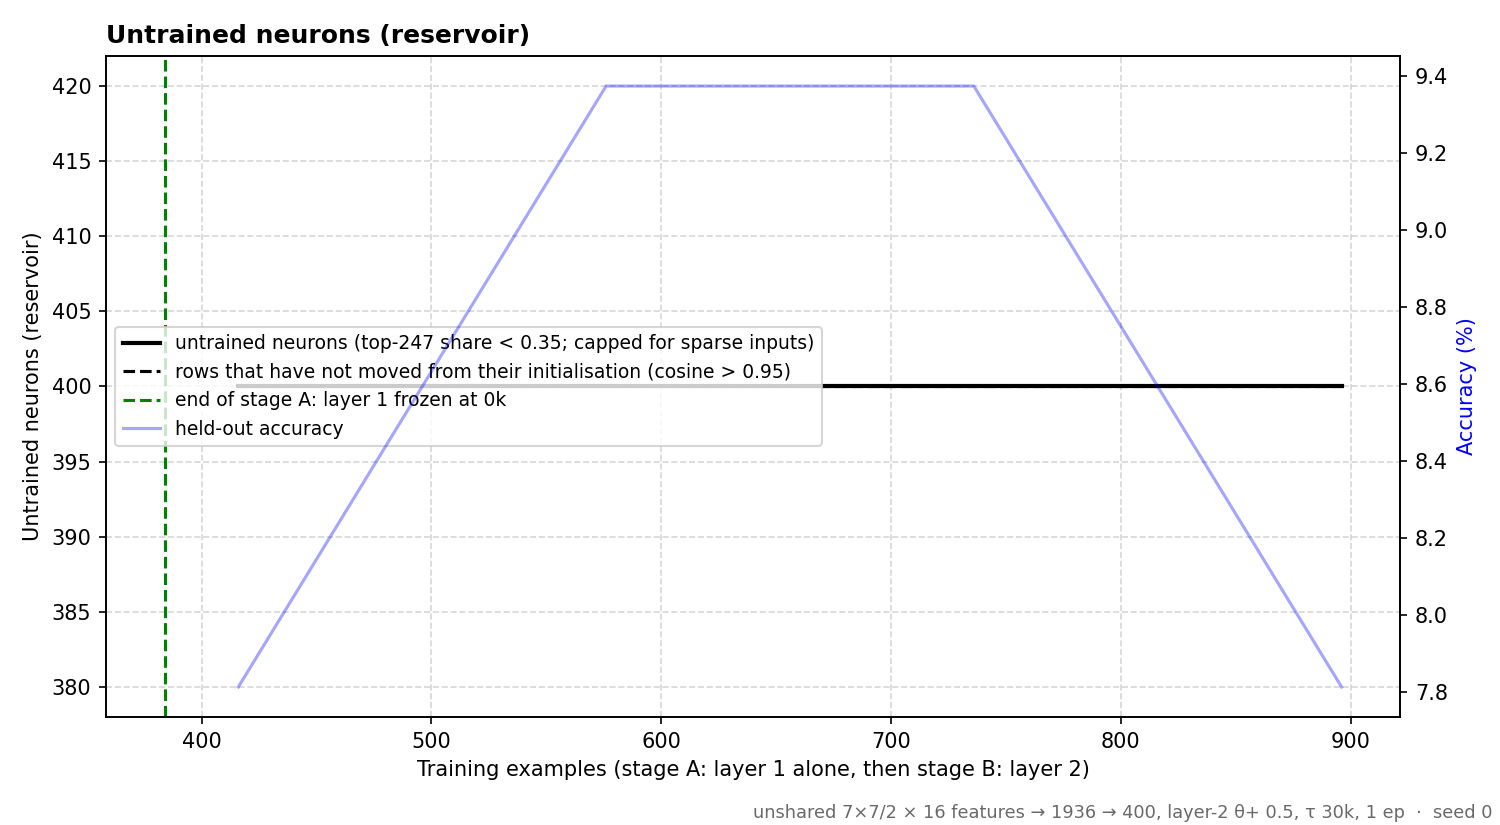 Untrained neurons (reservoir)
420
415
410
405
400
395
390
385
380
Untrained neurons (reservoir)
9.4
9.2
9.0
8.8
8.6
8.4
8.2
8.0
7.8
Accuracy (%)
untrained neurons (top-247 share < 0.35; capped for sparse inputs)
rows that have not moved from their initialisation (cosine > 0.95)
end of stage A: layer 1 frozen at 0k
held-out accuracy
400 500 600 700 800 900
Training examples (stage A: layer 1 alone, then stage B: layer 2)
unshared 7×7/2 × 16 features → 1936 → 400, layer-2 θ+ 0.5, τ 30k, 1 ep · seed 0